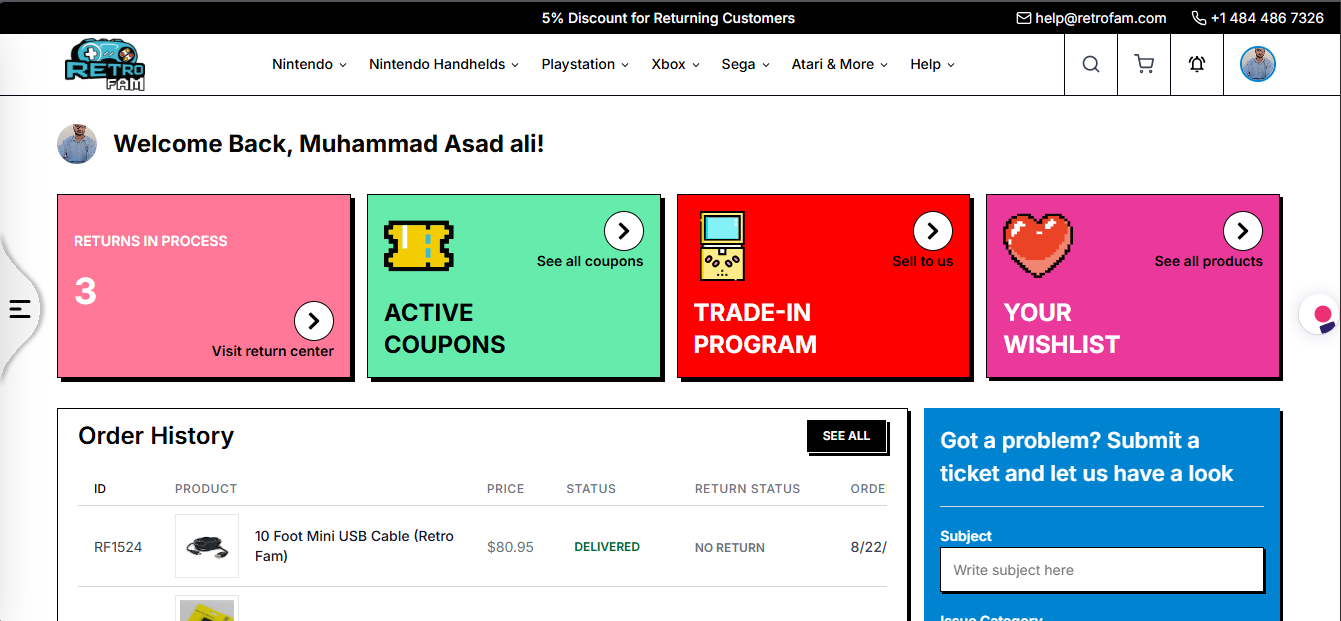 5% Discount for Returning Customers
help@retrofam.com
+1 484 486 7326
RETRO
FAM
Nintendo
Nintendo Handhelds
Playstation
Xbox
Sega
Atari & More
Help
Welcome Back, Muhammad Asad ali!
RETURNS IN PROCESS
3
Visit return center
See all coupons
ACTIVE
COUPONS
Sell to us
TRADE-IN
PROGRAM
See all products
YOUR
WISHLIST
Order History
SEE ALL
ID PRODUCT PRICE STATUS RETURN STATUS ORDE
RF1524 10 Foot Mini USB Cable (Retro
Fam) $80.95 DELIVERED NO RETURN 8/22/
Got a problem? Submit a
ticket and let us have a look
Subject
Write subject here
Issue Category